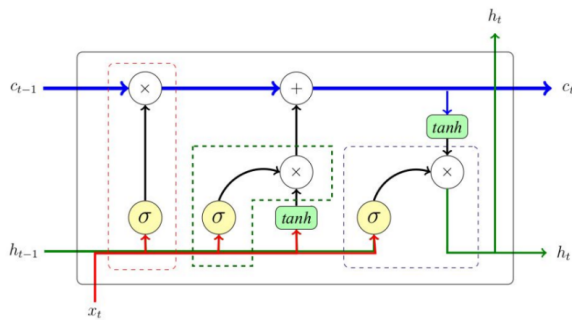 h_t
c_{t-1}
×
+
c_t
tanh
×
×
σ
σ
tanh
σ
h_{t-1}
h_t
x_t